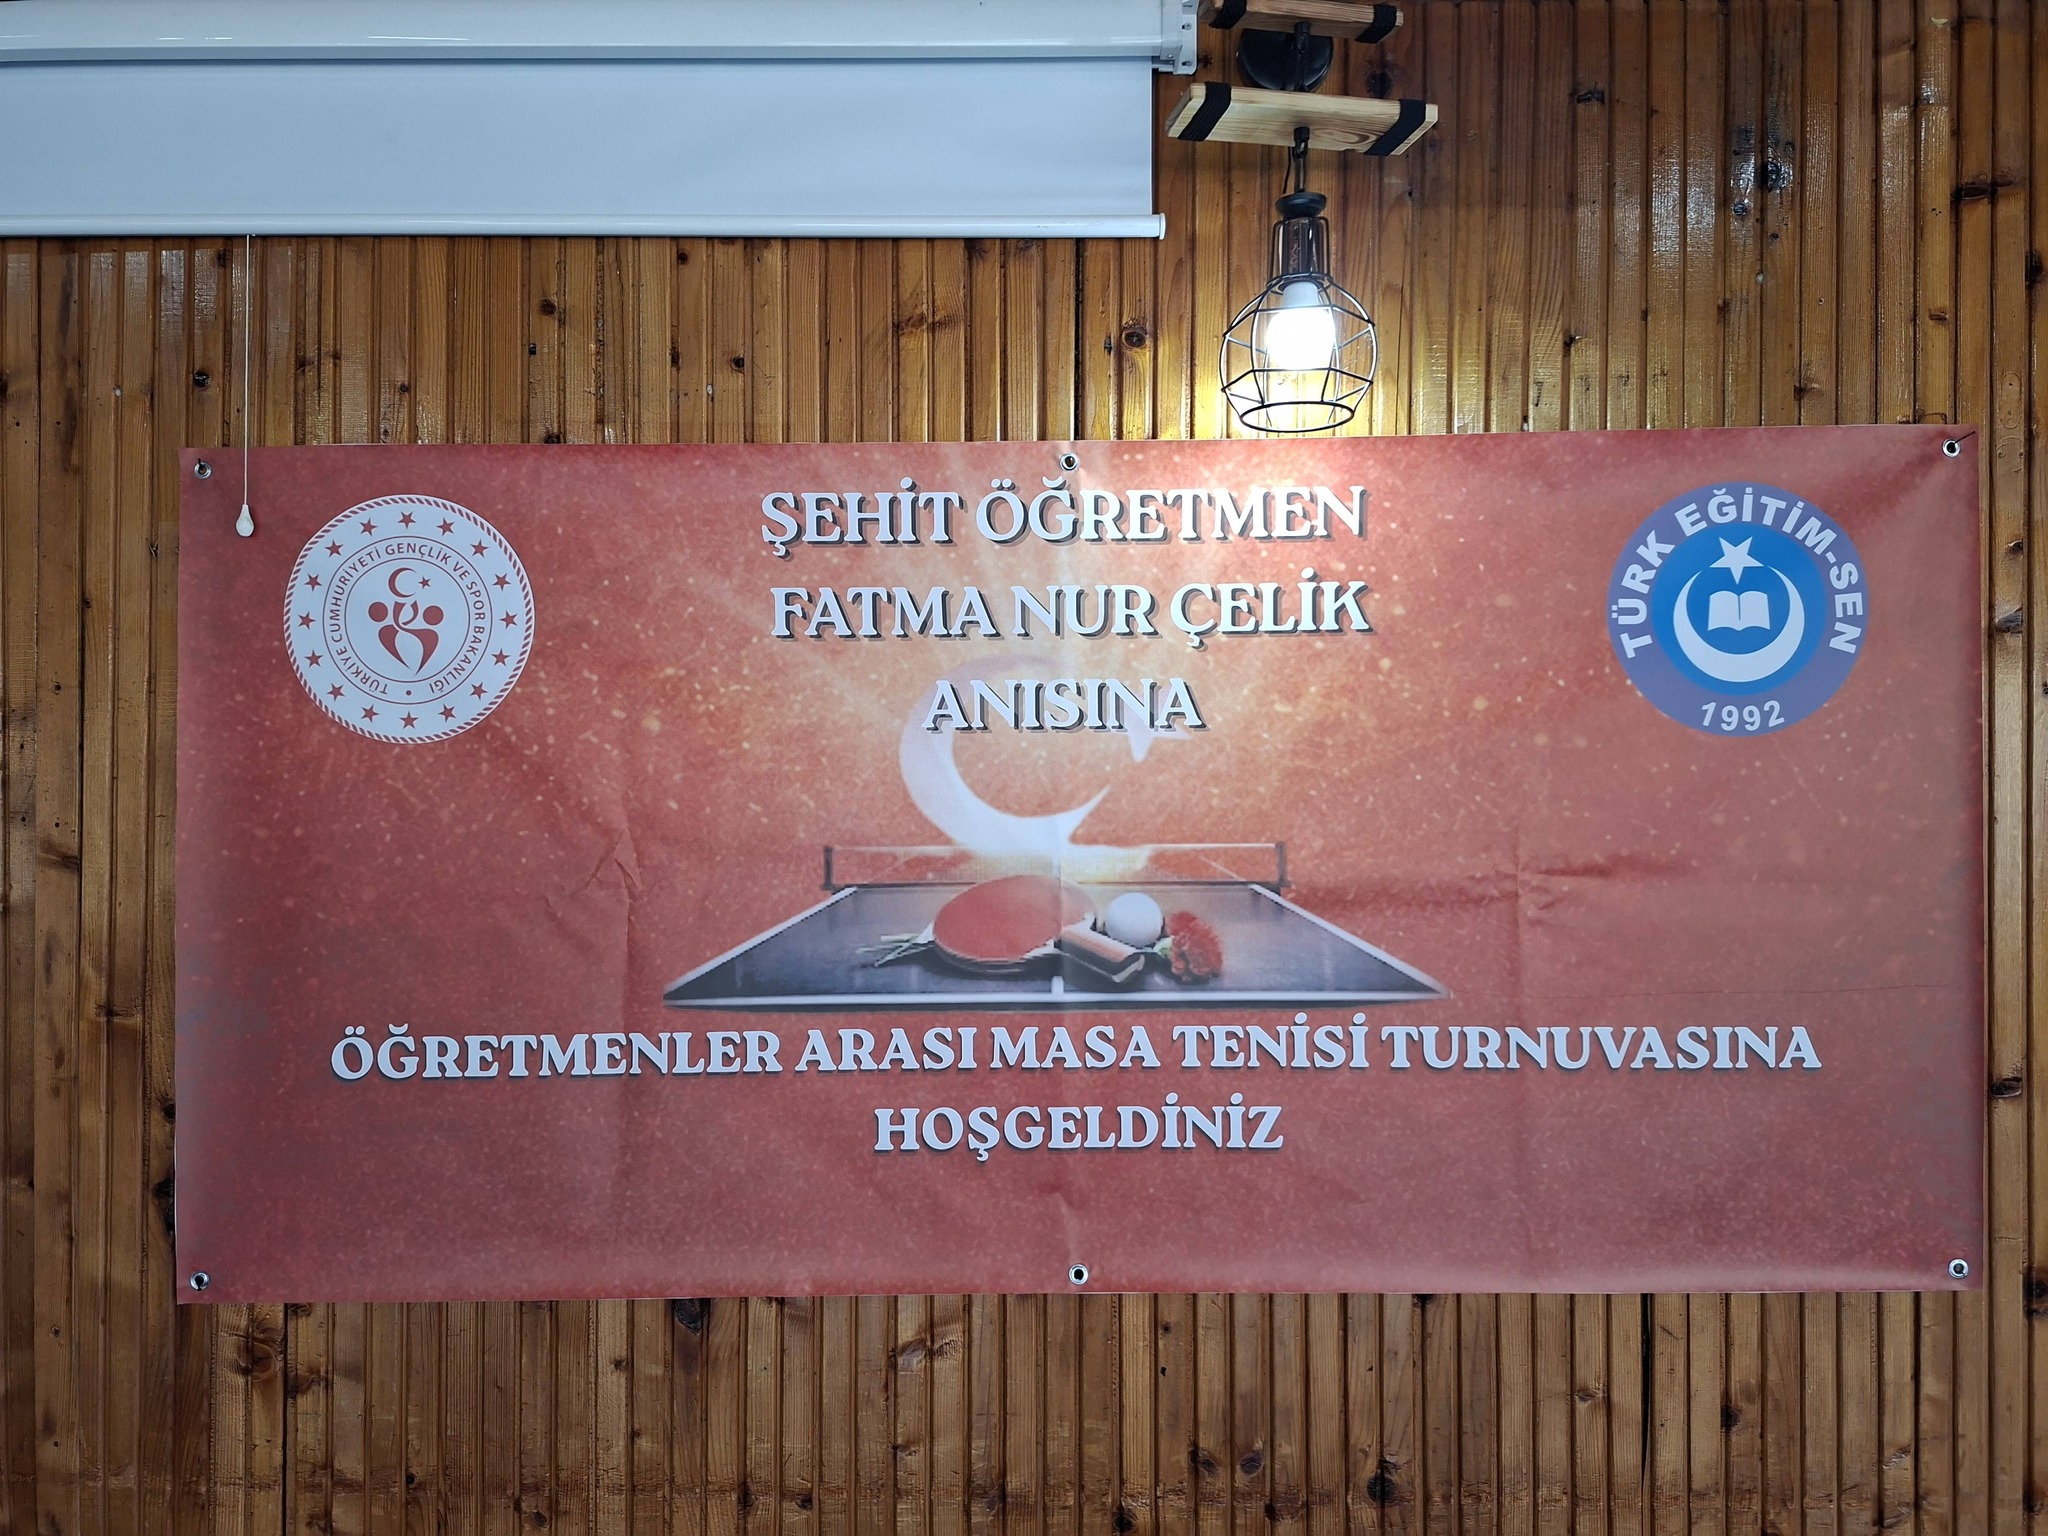 ŞEHİT ÖĞRETMEN
FATMA NUR ÇELİK
ANISINA
TÜRKİYE CUMHURİYETİ GENÇLİK VE SPOR BAKANLIĞI
TÜRK EĞİTİM-SEN
1992
ÖĞRETMENLER ARASI MASA TENİSİ TURNUVASINA
HOŞGELDİNİZ